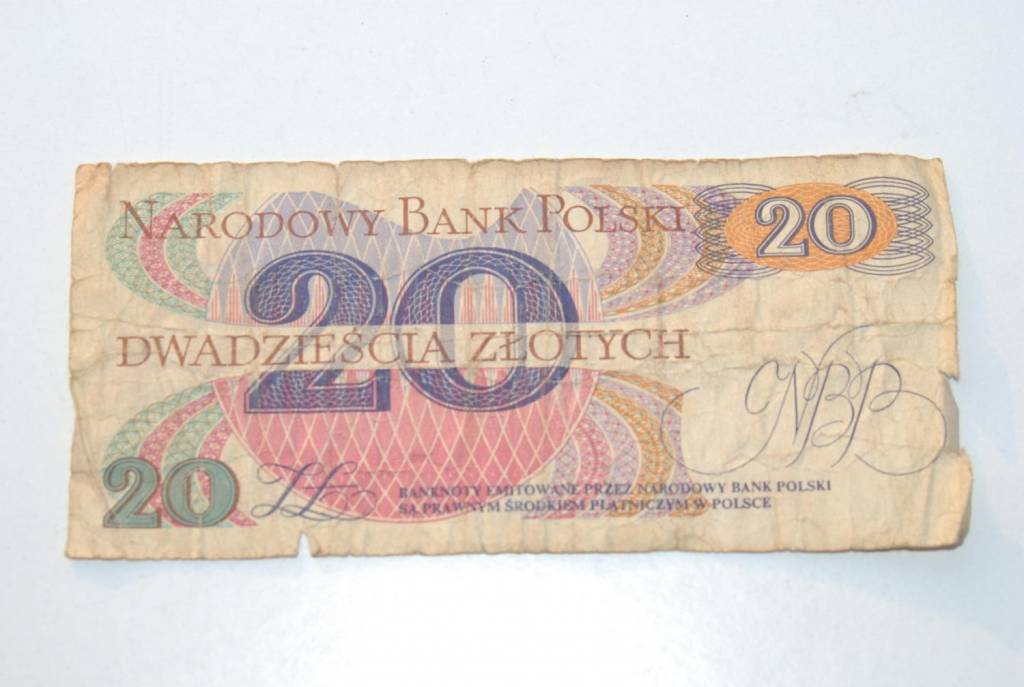 NARODOWY BANK POLSKI
20
20
DWADZIEŚCIA ZŁOTYCH
NBP
20
ZŁ
BANKNOTY EMITOWANE PRZEZ NARODOWY BANK POLSKI
SĄ PRAWNYM ŚRODKIEM PŁATNICZYM W POLSCE